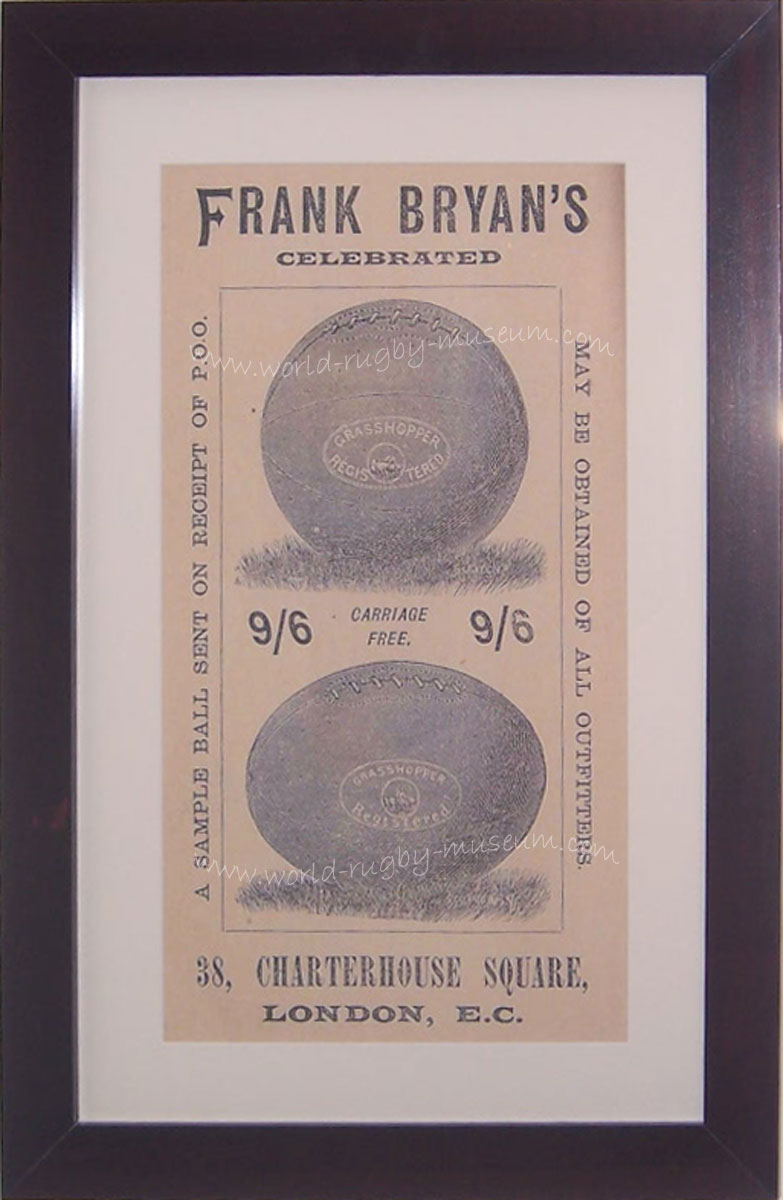 FRANK BRYAN'S
CELEBRATED
A SAMPLE BALL SENT ON RECEIPT OF P.O.O.
MAY BE OBTAINED OF ALL OUTFITTERS.
www.world-rugby-museum.com
GRASSHOPPER
REGISTERED
9/6 CARRIAGE FREE. 9/6
GRASSHOPPER
Registered
www.world-rugby-museum.com
38, CHARTERHOUSE SQUARE,
LONDON, E.C.